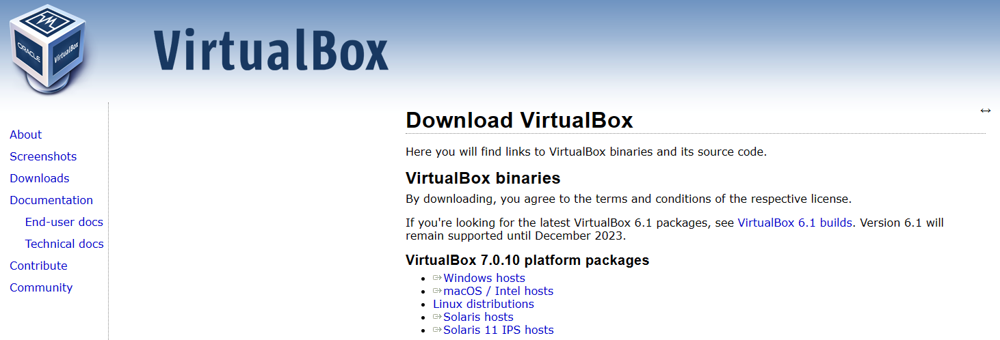 ORACLE
VirtualBox
VirtualBox
About
Screenshots
Downloads
Documentation
End-user docs
Technical docs
Contribute
Community
Download VirtualBox
Here you will find links to VirtualBox binaries and its source code.
VirtualBox binaries
By downloading, you agree to the terms and conditions of the respective license.
If you're looking for the latest VirtualBox 6.1 packages, see VirtualBox 6.1 builds. Version 6.1 will
remain supported until December 2023.
VirtualBox 7.0.10 platform packages
Windows hosts
macOS / Intel hosts
Linux distributions
Solaris hosts
Solaris 11 IPS hosts